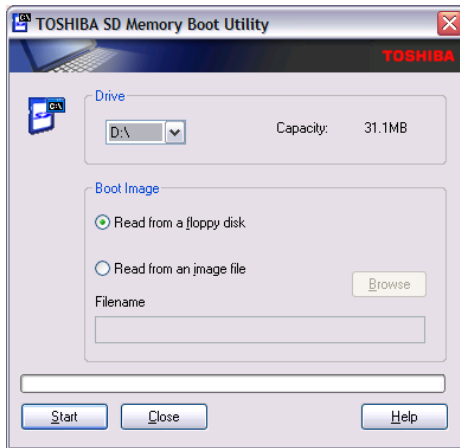 TOSHIBA SD Memory Boot Utility
TOSHIBA
C:\
Drive
D:\ Capacity: 31.1MB
Boot Image
Read from a floppy disk
Read from an image file
Browse
Filename
Start Close Help